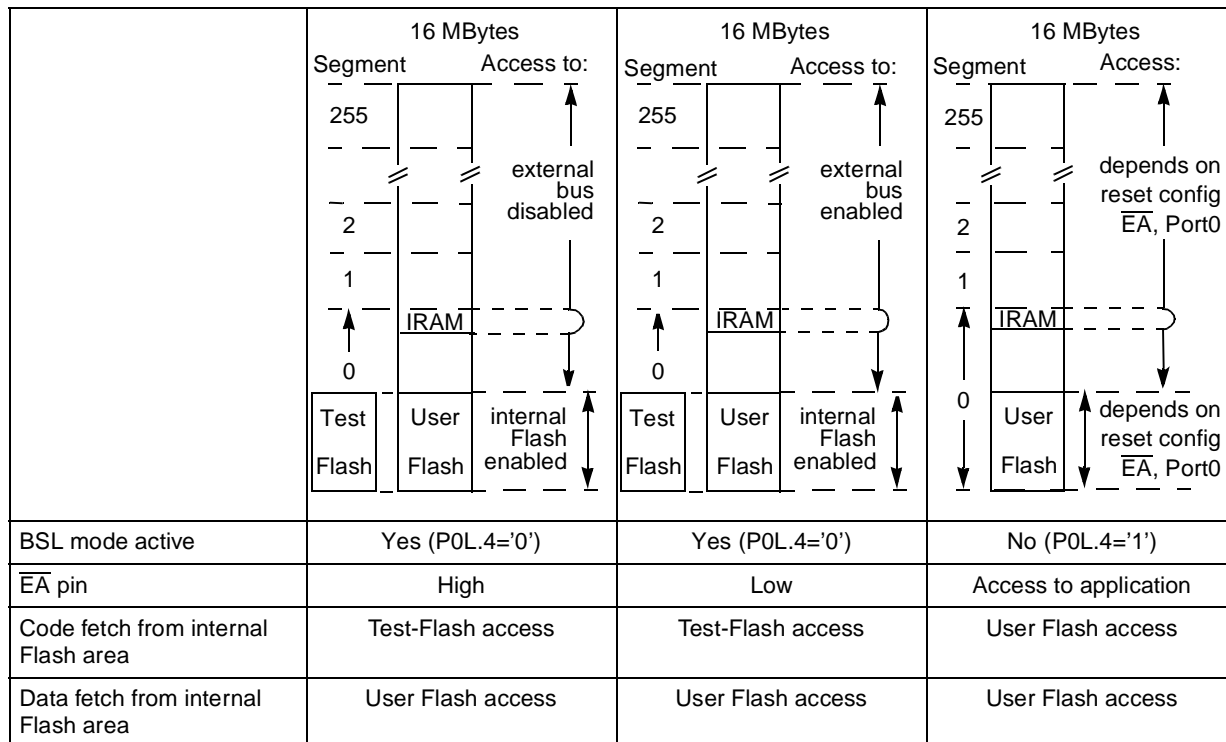 16 MBytes
Segment Access to:
255
external
bus
disabled
2
1
IRAM
0
Test User internal
Flash
Flash Flash enabled
16 MBytes
Segment Access to:
255
external
bus
enabled
2
1
IRAM
0
Test User internal
Flash
Flash Flash enabled
16 MBytes
Segment Access:
255
depends on
reset config
2 E̅A̅, Port0
1
IRAM
0 User depends on
reset config
Flash E̅A̅, Port0
BSL mode active Yes (P0L.4=’0’) Yes (P0L.4=’0’) No (P0L.4=’1’)
E̅A̅ pin High Low Access to application
Code fetch from internal Test-Flash access Test-Flash access User Flash access
Flash area
Data fetch from internal User Flash access User Flash access User Flash access
Flash area